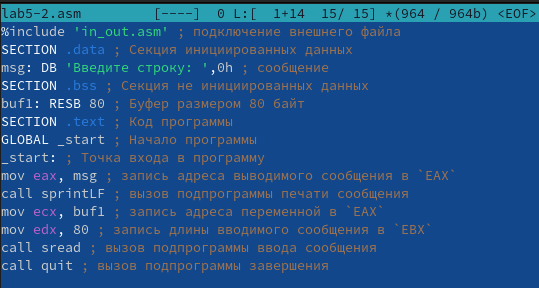 lab5-2.asm [----] 0 L:[ 1+14 15/ 15] *(964 / 964b) <EOF>
%include 'in_out.asm' ; подключение внешнего файла
SECTION .data ; Секция инициированных данных
msg: DB 'Введите строку: ',0h ; сообщение
SECTION .bss ; Секция не инициированных данных
buf1: RESB 80 ; Буфер размером 80 байт
SECTION .text ; Код программы
GLOBAL _start ; Начало программы
_start: ; Точка входа в программу
mov eax, msg ; запись адреса выводимого сообщения в `EAX`
call sprintLF ; вызов подпрограммы печати сообщения
mov ecx, buf1 ; запись адреса переменной в `EAX`
mov edx, 80 ; запись длины вводимого сообщения в `EBX`
call sread ; вызов подпрограммы ввода сообщения
call quit ; вызов подпрограммы завершения